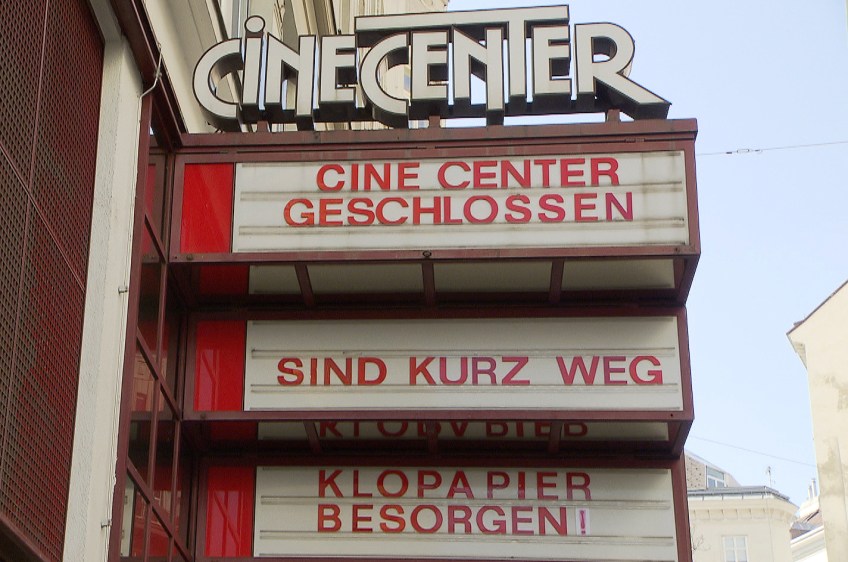 CINECENTER
CINE CENTER
GESCHLOSSEN
SIND KURZ WEG
KLOPAPIER
BESORGEN!